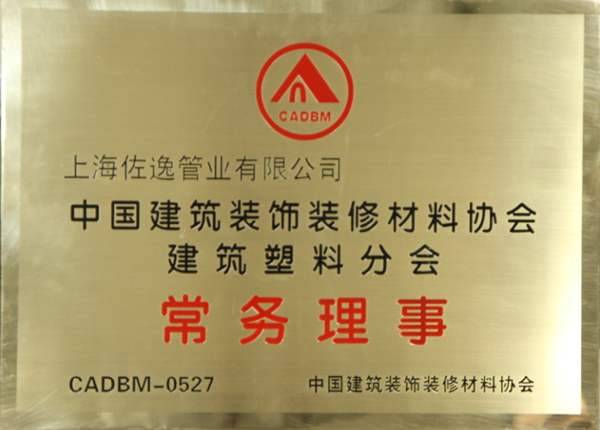 CADBM
上海佐逸管业有限公司
中国建筑装饰装修材料协会
建筑塑料分会
常务理事
CADBM-0527 中国建筑装饰装修材料协会